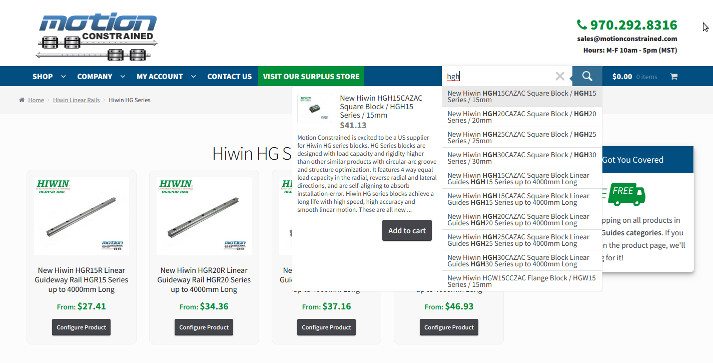 motion
CONSTRAINED
970.292.8316
sales@motionconstrained.com
Hours: M-F 10am - 5pm (MST)
SHOP
COMPANY
MY ACCOUNT
CONTACT US
VISIT OUR SURPLUS STORE
hgh
$0.00 0 items
Home
Hiwin Linear Rails
Hiwin HG Series
New Hiwin HGH15CAZAC
Square Block / HGH15
Series / 15mm
$41.13
Motion Constrained is excited to be a US supplier
for Hiwin HG series blocks. HG Series blocks are
designed with load capacity and rigidity higher
than other similar products with circular-arc groove
and structure optimization. It features 4 way equal
load capacity in the radial, reverse radial and lateral
directions, and are self-aligning to absorb
installation-error. Hiwin HG series blocks achieve a
long life with high speed, high accuracy and
smooth linear motion. These are all new ...
Add to cart
New Hiwin HGH15CAZAC Square Block / HGH15
Series / 15mm
New Hiwin HGH20CAZAC Square Block / HGH20
Series / 20mm
New Hiwin HGH25CAZAC Square Block / HGH25
Series / 25mm
New Hiwin HGH30CAZAC Square Block / HGH30
Series / 30mm
New Hiwin HGH15CAZAC Square Block Linear
Guides HGH15 Series up to 4000mm Long
New Hiwin HGH15CAZAC Square Block Linear
Guides HGH15 Series up to 4000mm Long
New Hiwin HGH20CAZAC Square Block Linear
Guides HGH20 Series up to 4000mm Long
New Hiwin HGH25CAZAC Square Block Linear
Guides HGH25 Series up to 4000mm Long
New Hiwin HGH30CAZAC Square Block Linear
Guides HGH30 Series up to 4000mm Long
New Hiwin HGW15CCZAC Flange Block / HGW15
Series / 15mm
Hiwin HG S
Got You Covered
FREE
pping on all products in
Guides categories. If you
n the product page, we'll
for it!
HIWIN
motion
New Hiwin HGR15R Linear
Guideway Rail HGR15 Series
up to 4000mm Long
From: $27.41
Configure Product
HIWIN
motion
New Hiwin HGR20R Linear
Guideway Rail HGR20 Series
up to 4000mm Long
From: $34.36
Configure Product
From: $37.16
Configure Product
From: $46.93
Configure Product